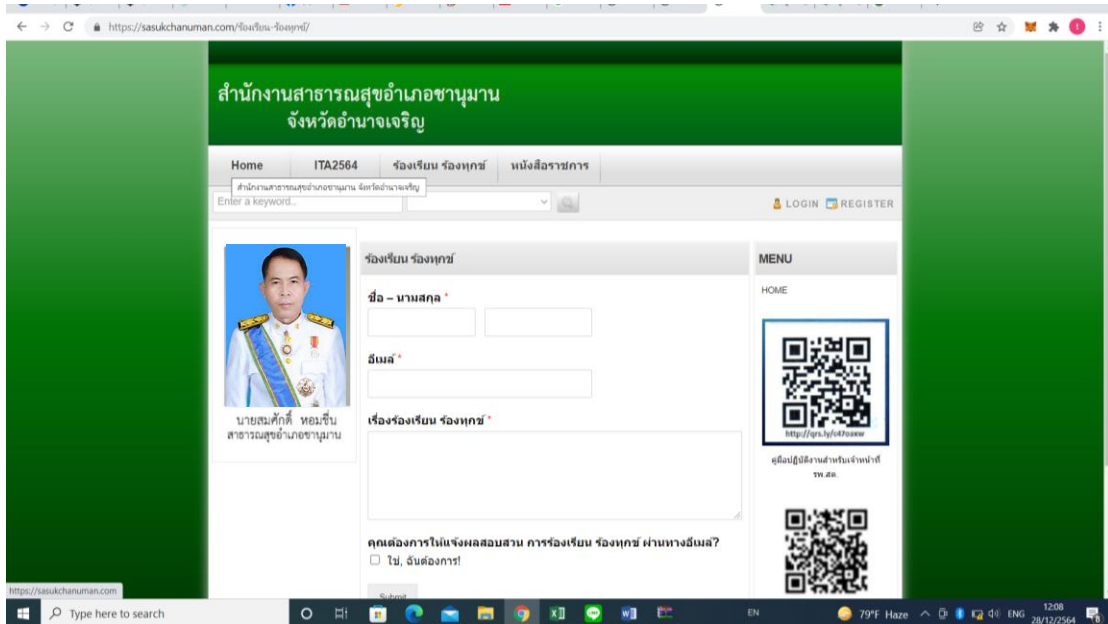 https://sasukchanuman.com/ร้องเรียน-ร้องทุกข์/
สำนักงานสาธารณสุขอำเภอชานุมาน
จังหวัดอำนาจเจริญ
Home ITA2564 ร้องเรียน ร้องทุกข์ หนังสือราชการ
สำนักงานสาธารณสุขอำเภอชานุมาน จังหวัดอำนาจเจริญ
Enter a keyword..
LOGIN REGISTER
ร้องเรียน ร้องทุกข์
ชื่อ – นามสกุล *
อีเมล์ *
เรื่องร้องเรียน ร้องทุกข์ *
คุณต้องการให้แจ้งผลสอบสวน การร้องเรียน ร้องทุกข์ ผ่านทางอีเมล?
ใช่, ฉันต้องการ!
Submit
นายสมศักดิ์ หอมชื่น
สาธารณสุขอำเภอชานุมาน
MENU
HOME
คู่มือปฏิบัติงานสำหรับเจ้าหน้าที่
รพ.สต.
https://sasukchanuman.com
Type here to search
EN
79°F Haze
ENG
12:08
28/12/2564